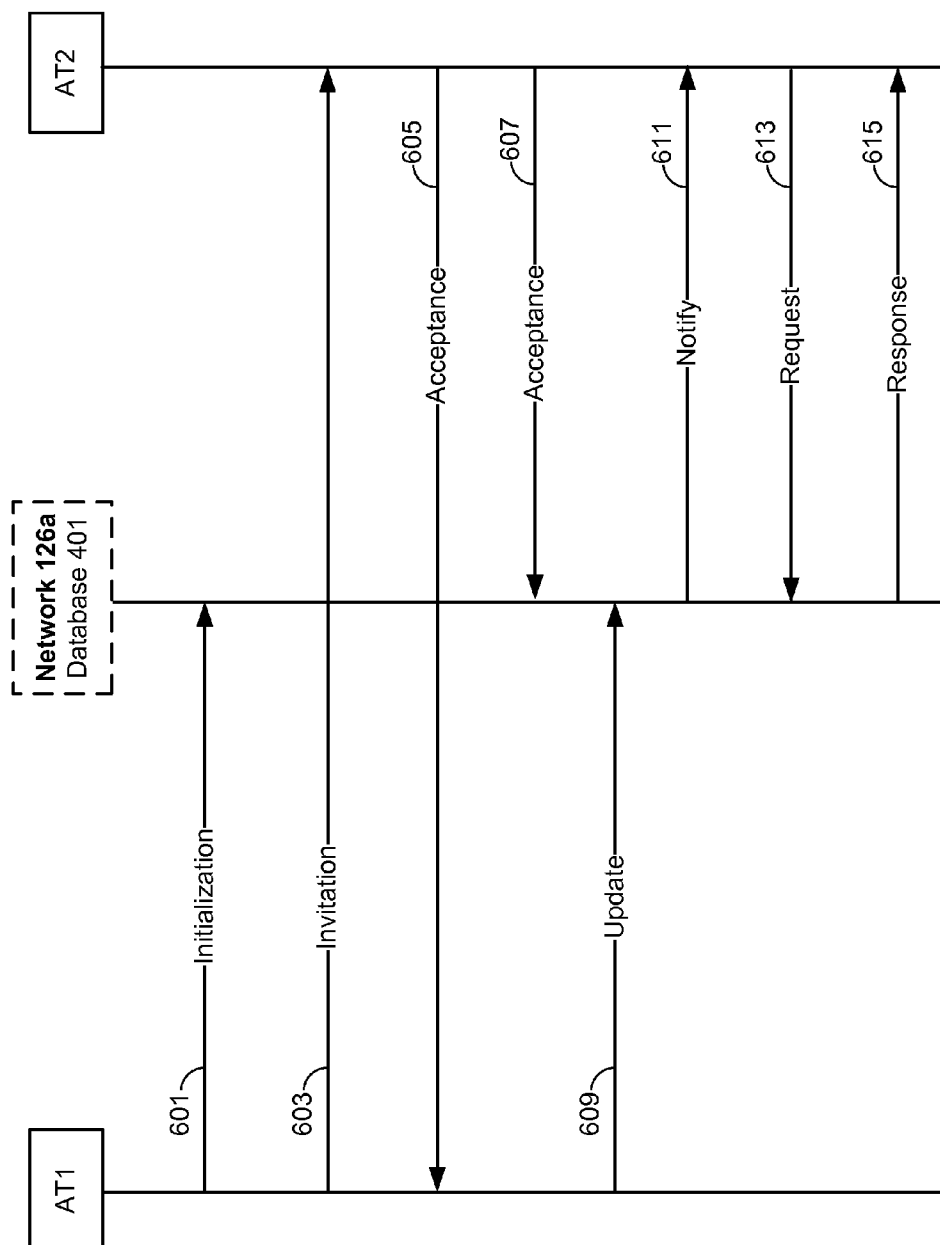 AT1
Network 126a
Database 401
AT2
601
Initialization
603
Invitation
Acceptance
605
Acceptance
607
609
Update
Notify
611
Request
613
Response
615